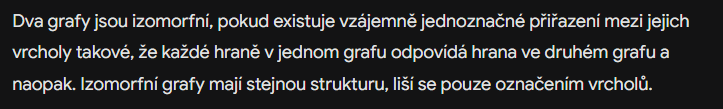 Dva grafy jsou izomorfní, pokud existuje vzájemně jednoznačné přiřazení mezi jejich
vrcholy takové, že každé hraně v jednom grafu odpovídá hrana ve druhém grafu a
naopak. Izomorfní grafy mají stejnou strukturu, liší se pouze označením vrcholů.